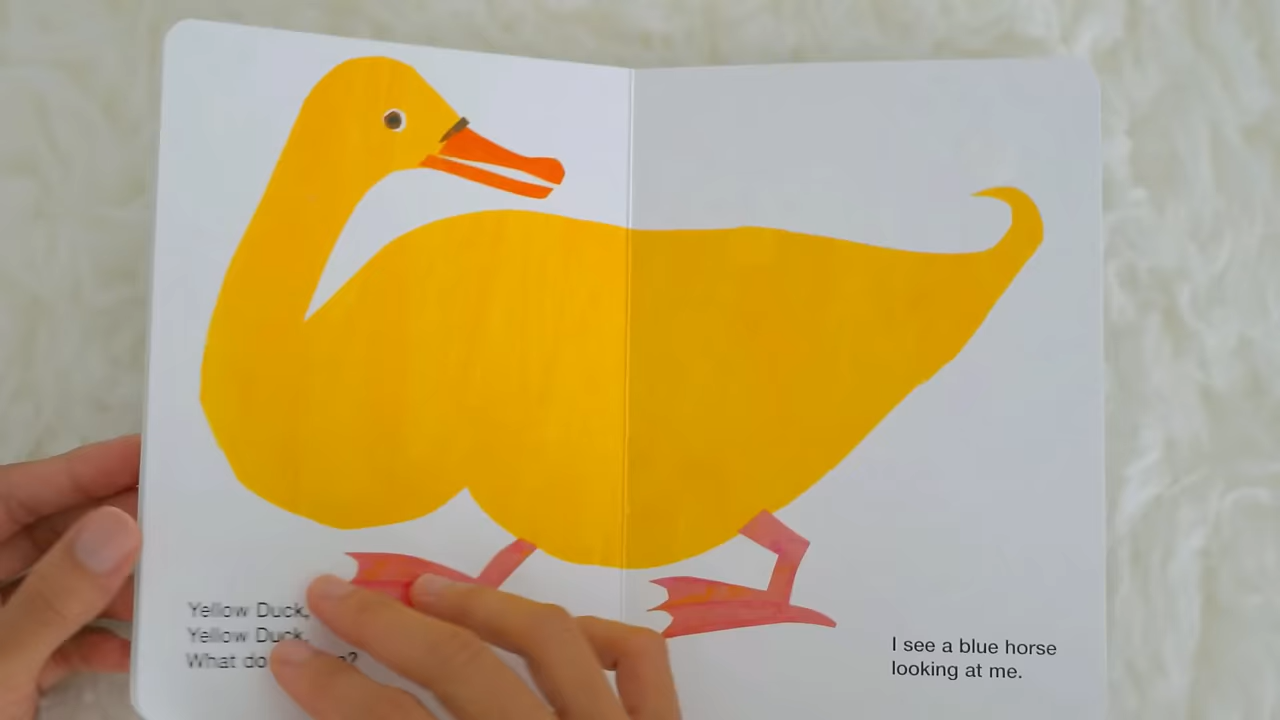 Yellow Duck,
Yellow Duck,
What do ?
I see a blue horse
looking at me.